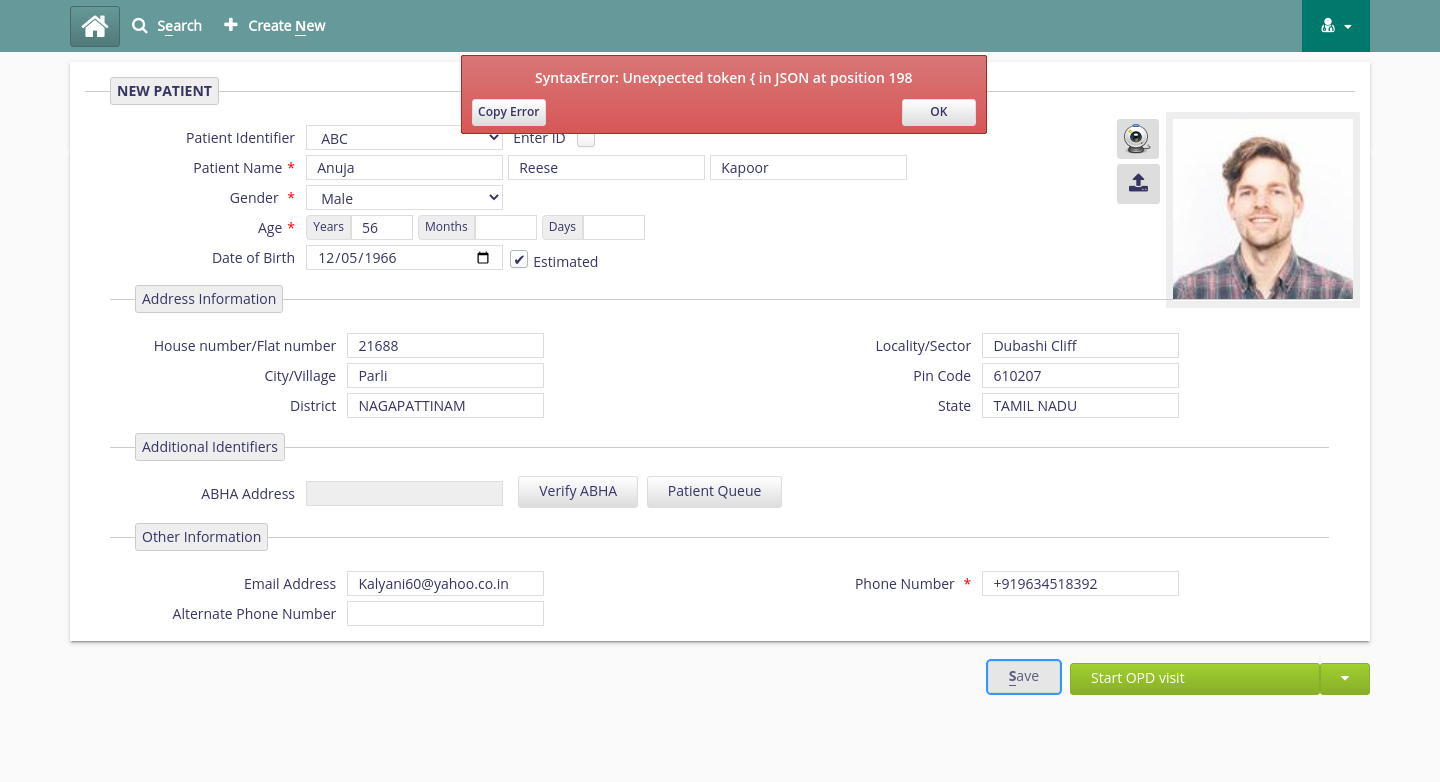 Search
Create New
SyntaxError: Unexpected token { in JSON at position 198
Copy Error
OK
NEW PATIENT
Patient Identifier ABC Enter ID
Patient Name * Anuja Reese Kapoor
Gender * Male
Age * Years 56 Months Days
Date of Birth 12/05/1966 Estimated
Address Information
House number/Flat number 21688 Locality/Sector Dubashi Cliff
City/Village Parli Pin Code 610207
District NAGAPATTINAM State TAMIL NADU
Additional Identifiers
ABHA Address Verify ABHA Patient Queue
Other Information
Email Address Kalyani60@yahoo.co.in Phone Number * +919634518392
Alternate Phone Number
Save Start OPD visit